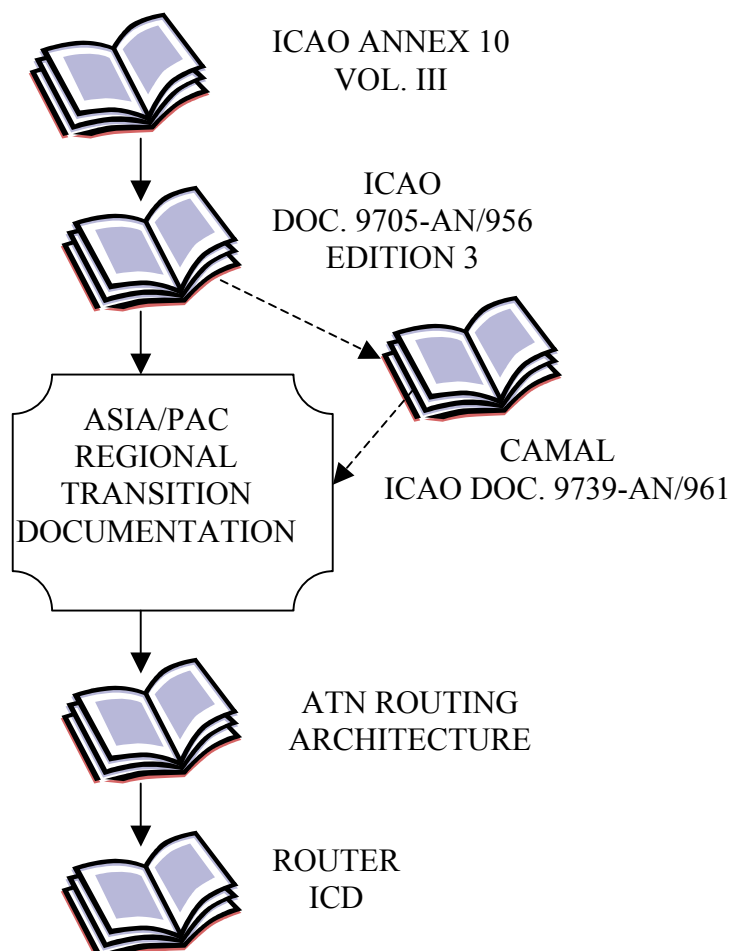 ICAO ANNEX 10
VOL. III
ICAO
DOC. 9705-AN/956
EDITION 3
ASIA/PAC
REGIONAL
TRANSITION
DOCUMENTATION
CAMAL
ICAO DOC. 9739-AN/961
ATN ROUTING
ARCHITECTURE
ROUTER
ICD